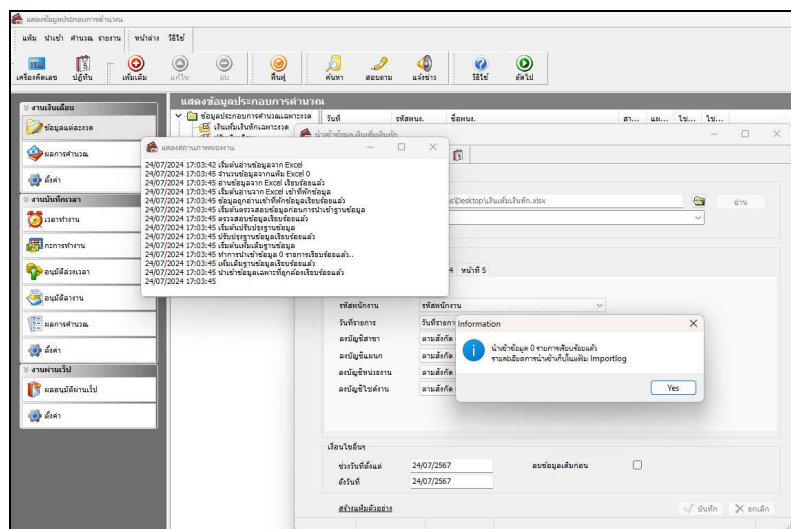 แสดงข้อมูลประกอบการคำนวณ
แฟ้ม นำเข้า คำนวณ รายงาน หน้าต่าง วิธีใช้
เครื่องคิดเลข ปฏิทิน เพิ่มเติม แก้ไข ลบ ฟื้นฟู ค้นหา สอบถาม แจ้งข่าว วิธีใช้ ถัดไป
งานเงินเดือน
ข้อมูลแต่ละงวด
ผลการคำนวณ
ตั้งค่า
งานบันทึกเวลา
เวลาทำงาน
กะการทำงาน
อนุมัติล่วงเวลา
อนุมัติลางาน
ผลการคำนวณ
ตั้งค่า
งานผ่านเว็บ
ผลอนุมัติผ่านเว็บ
ตั้งค่า
แสดงข้อมูลประกอบการคำนวณ
ข้อมูลประกอบการคำนวณเฉพาะงวด
เงินเพิ่มเงินหักเฉพาะงวด
วันที่ รหัสพนง. ชื่อพนง. สา... แผ... ไซ... ไซ...
แสดงสถานภาพของงาน
24/07/2024 17:03:42 เริ่มต้นอ่านข้อมูลจาก Excel
24/07/2024 17:03:45 จำนวนข้อมูลจากแฟ้ม Excel 0
24/07/2024 17:03:45 อ่านข้อมูลจาก Excel เรียบร้อยแล้ว
24/07/2024 17:03:45 เริ่มต้นอ่านจาก Excel เข้าที่พักข้อมูล
24/07/2024 17:03:45 ข้อมูลถูกอ่านเข้าที่พักข้อมูลเรียบร้อยแล้ว
24/07/2024 17:03:45 เริ่มต้นตรวจสอบข้อมูลก่อนการนำเข้าฐานข้อมูล
24/07/2024 17:03:45 ตรวจสอบข้อมูลเรียบร้อยแล้ว
24/07/2024 17:03:45 เริ่มต้นปรับปรุงฐานข้อมูล
24/07/2024 17:03:45 ปรับปรุงฐานข้อมูลเรียบร้อยแล้ว
24/07/2024 17:03:45 เริ่มต้นเพิ่มเติมฐานข้อมูล
24/07/2024 17:03:45 ทำการนำเข้าข้อมูล 0 รายการเรียบร้อยแล้ว..
24/07/2024 17:03:45 เพิ่มเติมฐานข้อมูลเรียบร้อยแล้ว
24/07/2024 17:03:45 นำเข้าข้อมูลเฉพาะที่ถูกต้องเรียบร้อยแล้ว
24/07/2024 17:03:45
นำเข้าข้อมูล เงินเพิ่มเงินหัก
s\Desktop\เงินเพิ่มเงินหัก.xlsx อ่าน
4 หน้าที่ 5
รหัสพนักงาน รหัสพนักงาน
วันที่รายการ
ลงบัญชีสาขา ตามสังกัด
ลงบัญชีแผนก ตามสังกัด
ลงบัญชีหน่วยงาน ตามสังกัด
ลงบัญชีไซต์งาน ตามสังกัด
Information
นำเข้าข้อมูล 0 รายการเรียบร้อยแล้ว
รายละเอียดการนำเข้าเก็บในแฟ้ม Importlog
Yes
เงื่อนไขอื่นๆ
ช่วงวันที่ตั้งแต่ 24/07/2567 ลบข้อมูลเดิมก่อน
ถึงวันที่ 24/07/2567
สร้างแฟ้มตัวอย่าง บันทึก ยกเลิก